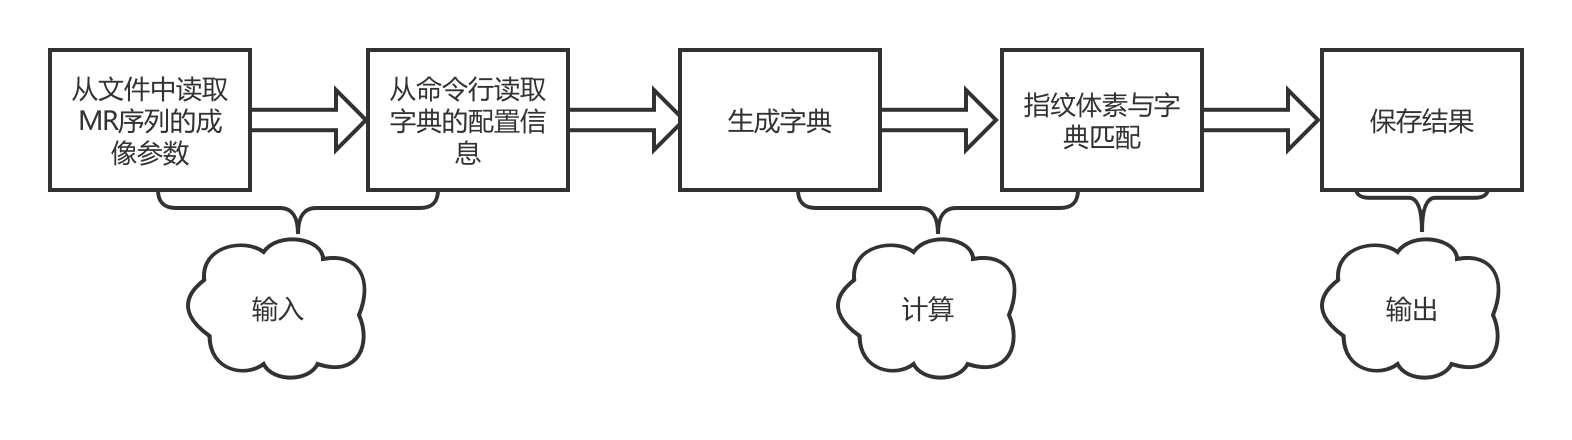 从文件中读取
MR序列的成
像参数
从命令行读取
字典的配置信
息
生成字典
指纹体素与字
典匹配
保存结果
输入
计算
输出